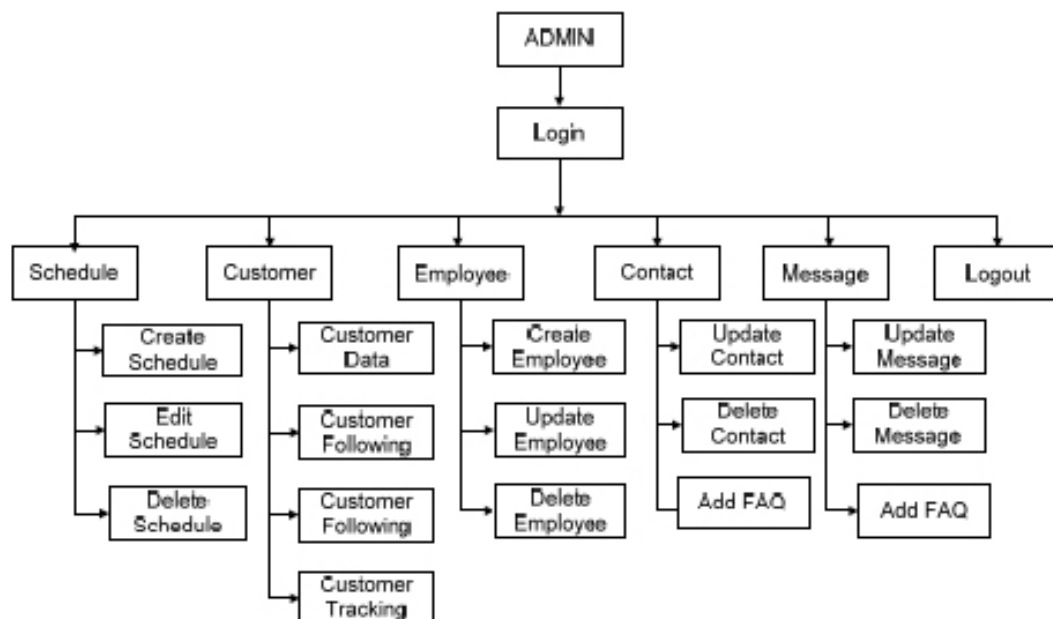 ADMINI
Login
Schedule
Customer
Employee
Contact
Message
Logout
Create
Schedule
Edit
Schedule
Delete
Schedule
Customer
Data
Customer
Following
Customer
Following
Customer
Tracking
Create
Employee
Update
Employee
Delete
Employee
Update
Contact
Delete
Contact
Add FAQ
Update
Message
Delete
Message
Add FAQ